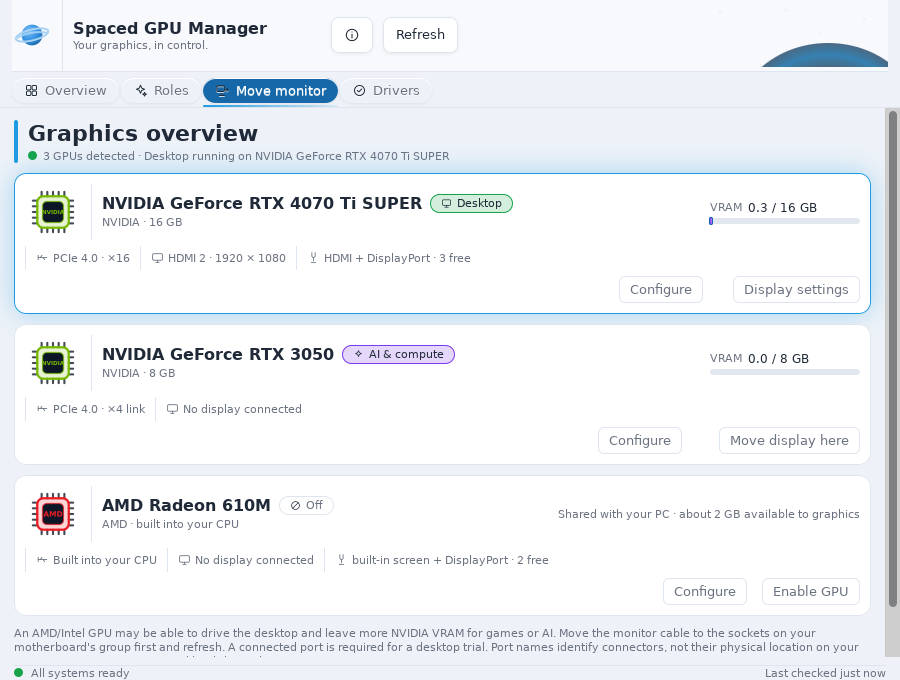 Spaced GPU Manager
Your graphics, in control.
Refresh
Overview
Roles
Move monitor
Drivers
Graphics overview
3 GPUs detected · Desktop running on NVIDIA GeForce RTX 4070 Ti SUPER
NVIDIA
NVIDIA GeForce RTX 4070 Ti SUPER
Desktop
NVIDIA · 16 GB
VRAM 0.3 / 16 GB
PCIe 4.0 · ×16
HDMI 2 · 1920 × 1080
HDMI + DisplayPort · 3 free
Configure
Display settings
NVIDIA
NVIDIA GeForce RTX 3050
AI & compute
NVIDIA · 8 GB
VRAM 0.0 / 8 GB
PCIe 4.0 · ×4 link
No display connected
Configure
Move display here
AMD
AMD Radeon 610M
Off
AMD · built into your CPU
Shared with your PC · about 2 GB available to graphics
Built into your CPU
No display connected
built-in screen + DisplayPort · 2 free
Configure
Enable GPU
An AMD/Intel GPU may be able to drive the desktop and leave more NVIDIA VRAM for games or AI. Move the monitor cable to the sockets on your
motherboard's group first and refresh. A connected port is required for a desktop trial. Port names identify connectors, not their physical location on your
All systems ready
Last checked just now